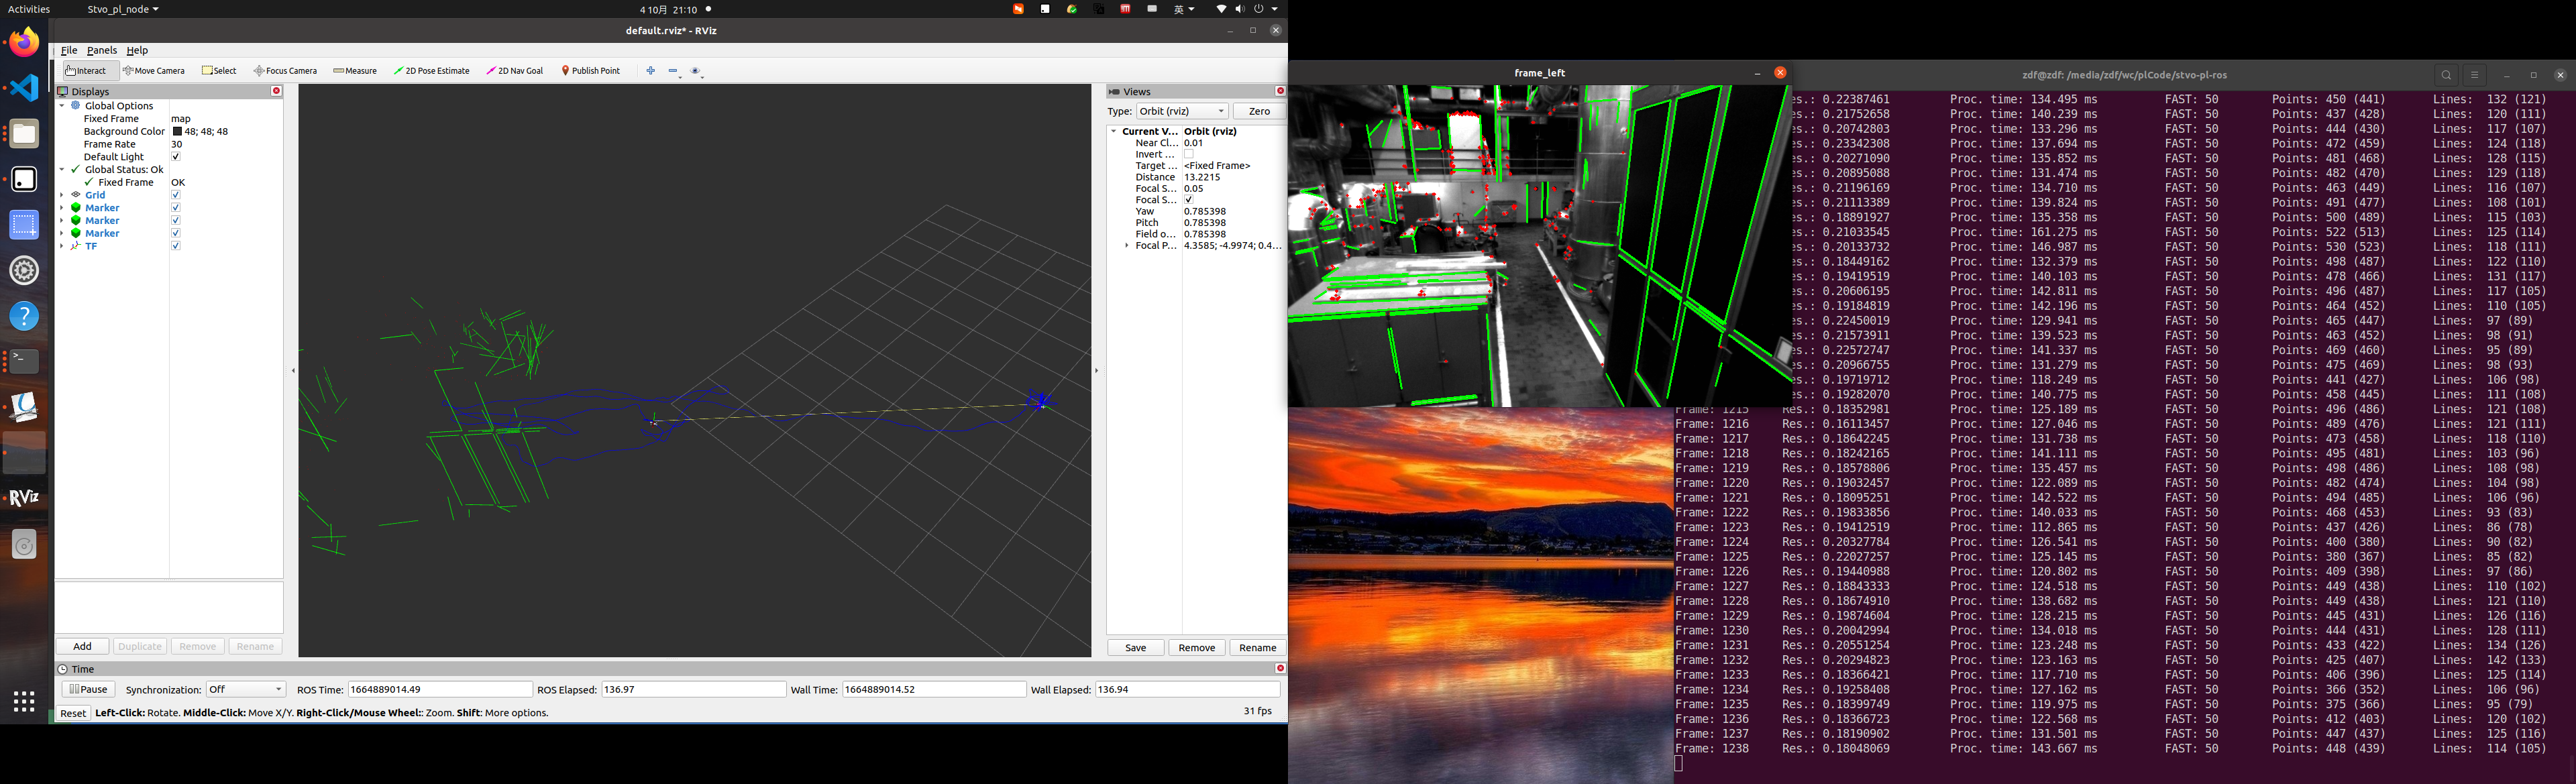 Activities
Stvo_pl_node
4 10月 21:10
英
default.rviz* - RViz
File Panels Help
Interact Move Camera Select Focus Camera Measure 2D Pose Estimate 2D Nav Goal Publish Point
Displays
Global Options
Fixed Frame map
Background Color 48; 48; 48
Frame Rate 30
Default Light
Global Status: Ok
Fixed Frame OK
Grid
Marker
Marker
Marker
TF
Add Duplicate Remove Rename
Views
Type: Orbit (rviz) Zero
Current V... Orbit (rviz)
Near Cl... 0.01
Invert ...
Target ... <Fixed Frame>
Distance 13.2215
Focal S... 0.05
Focal S...
Yaw 0.785398
Pitch 0.785398
Field o... 0.785398
Focal P... 4.3585; -4.9974; 0.4...
Save Remove Rename
Time
Pause Synchronization: Off ROS Time: 1664889014.49 ROS Elapsed: 136.97 Wall Time: 1664889014.52 Wall Elapsed: 136.94
Reset Left-Click: Rotate. Middle-Click: Move X/Y. Right-Click/Mouse Wheel:: Zoom. Shift: More options. 31 fps
RViz
frame_left
zdf@zdf: /media/zdf/wc/plCode/stvo-pl-ros
es.: 0.22387461 Proc. time: 134.495 ms FAST: 50 Points: 450 (441) Lines: 132 (121)
es.: 0.21752658 Proc. time: 140.239 ms FAST: 50 Points: 437 (428) Lines: 120 (111)
es.: 0.20742803 Proc. time: 133.296 ms FAST: 50 Points: 444 (430) Lines: 117 (107)
es.: 0.23342308 Proc. time: 137.694 ms FAST: 50 Points: 472 (459) Lines: 124 (118)
es.: 0.20271090 Proc. time: 135.852 ms FAST: 50 Points: 481 (468) Lines: 128 (115)
es.: 0.20895088 Proc. time: 131.474 ms FAST: 50 Points: 482 (470) Lines: 129 (118)
es.: 0.21196169 Proc. time: 134.710 ms FAST: 50 Points: 463 (449) Lines: 116 (107)
es.: 0.21113389 Proc. time: 139.824 ms FAST: 50 Points: 491 (477) Lines: 108 (101)
es.: 0.18891927 Proc. time: 135.358 ms FAST: 50 Points: 500 (489) Lines: 115 (103)
es.: 0.21033545 Proc. time: 161.275 ms FAST: 50 Points: 522 (513) Lines: 125 (114)
es.: 0.20133732 Proc. time: 146.987 ms FAST: 50 Points: 530 (523) Lines: 118 (111)
es.: 0.18449162 Proc. time: 132.379 ms FAST: 50 Points: 498 (487) Lines: 122 (110)
es.: 0.19419519 Proc. time: 140.103 ms FAST: 50 Points: 478 (466) Lines: 131 (117)
es.: 0.20606195 Proc. time: 142.811 ms FAST: 50 Points: 496 (487) Lines: 117 (105)
es.: 0.19184819 Proc. time: 142.196 ms FAST: 50 Points: 464 (452) Lines: 110 (105)
es.: 0.22450019 Proc. time: 129.941 ms FAST: 50 Points: 465 (447) Lines: 97 (89)
es.: 0.21573911 Proc. time: 139.523 ms FAST: 50 Points: 463 (452) Lines: 98 (91)
es.: 0.22572747 Proc. time: 141.337 ms FAST: 50 Points: 469 (460) Lines: 95 (89)
es.: 0.20966755 Proc. time: 131.279 ms FAST: 50 Points: 475 (469) Lines: 98 (93)
es.: 0.19719712 Proc. time: 118.249 ms FAST: 50 Points: 441 (427) Lines: 106 (98)
es.: 0.19282070 Proc. time: 140.775 ms FAST: 50 Points: 458 (445) Lines: 111 (108)
Frame: 1215 Res.: 0.18352981 Proc. time: 125.189 ms FAST: 50 Points: 496 (486) Lines: 121 (108)
Frame: 1216 Res.: 0.16113457 Proc. time: 127.046 ms FAST: 50 Points: 489 (476) Lines: 121 (111)
Frame: 1217 Res.: 0.18642245 Proc. time: 131.738 ms FAST: 50 Points: 473 (458) Lines: 118 (110)
Frame: 1218 Res.: 0.18242165 Proc. time: 141.111 ms FAST: 50 Points: 495 (481) Lines: 103 (96)
Frame: 1219 Res.: 0.18578806 Proc. time: 135.457 ms FAST: 50 Points: 498 (486) Lines: 108 (98)
Frame: 1220 Res.: 0.19032457 Proc. time: 122.089 ms FAST: 50 Points: 482 (474) Lines: 104 (98)
Frame: 1221 Res.: 0.18095251 Proc. time: 142.522 ms FAST: 50 Points: 494 (485) Lines: 106 (96)
Frame: 1222 Res.: 0.19833856 Proc. time: 140.033 ms FAST: 50 Points: 468 (453) Lines: 93 (83)
Frame: 1223 Res.: 0.19412519 Proc. time: 112.865 ms FAST: 50 Points: 437 (426) Lines: 86 (78)
Frame: 1224 Res.: 0.20327784 Proc. time: 126.541 ms FAST: 50 Points: 400 (380) Lines: 90 (82)
Frame: 1225 Res.: 0.22027257 Proc. time: 125.145 ms FAST: 50 Points: 380 (367) Lines: 85 (82)
Frame: 1226 Res.: 0.19440988 Proc. time: 120.802 ms FAST: 50 Points: 409 (398) Lines: 97 (86)
Frame: 1227 Res.: 0.18843333 Proc. time: 124.518 ms FAST: 50 Points: 449 (438) Lines: 110 (102)
Frame: 1228 Res.: 0.18674910 Proc. time: 138.682 ms FAST: 50 Points: 449 (438) Lines: 121 (110)
Frame: 1229 Res.: 0.19874604 Proc. time: 128.215 ms FAST: 50 Points: 445 (431) Lines: 126 (116)
Frame: 1230 Res.: 0.20042994 Proc. time: 134.018 ms FAST: 50 Points: 444 (431) Lines: 128 (111)
Frame: 1231 Res.: 0.20551254 Proc. time: 123.248 ms FAST: 50 Points: 433 (422) Lines: 134 (126)
Frame: 1232 Res.: 0.20294823 Proc. time: 123.163 ms FAST: 50 Points: 425 (407) Lines: 142 (133)
Frame: 1233 Res.: 0.18366421 Proc. time: 117.710 ms FAST: 50 Points: 406 (396) Lines: 125 (114)
Frame: 1234 Res.: 0.19258408 Proc. time: 127.162 ms FAST: 50 Points: 366 (352) Lines: 106 (96)
Frame: 1235 Res.: 0.18399749 Proc. time: 119.975 ms FAST: 50 Points: 375 (366) Lines: 95 (79)
Frame: 1236 Res.: 0.18366723 Proc. time: 122.568 ms FAST: 50 Points: 412 (403) Lines: 120 (102)
Frame: 1237 Res.: 0.18190902 Proc. time: 131.501 ms FAST: 50 Points: 447 (437) Lines: 125 (116)
Frame: 1238 Res.: 0.18048069 Proc. time: 143.667 ms FAST: 50 Points: 448 (439) Lines: 114 (105)